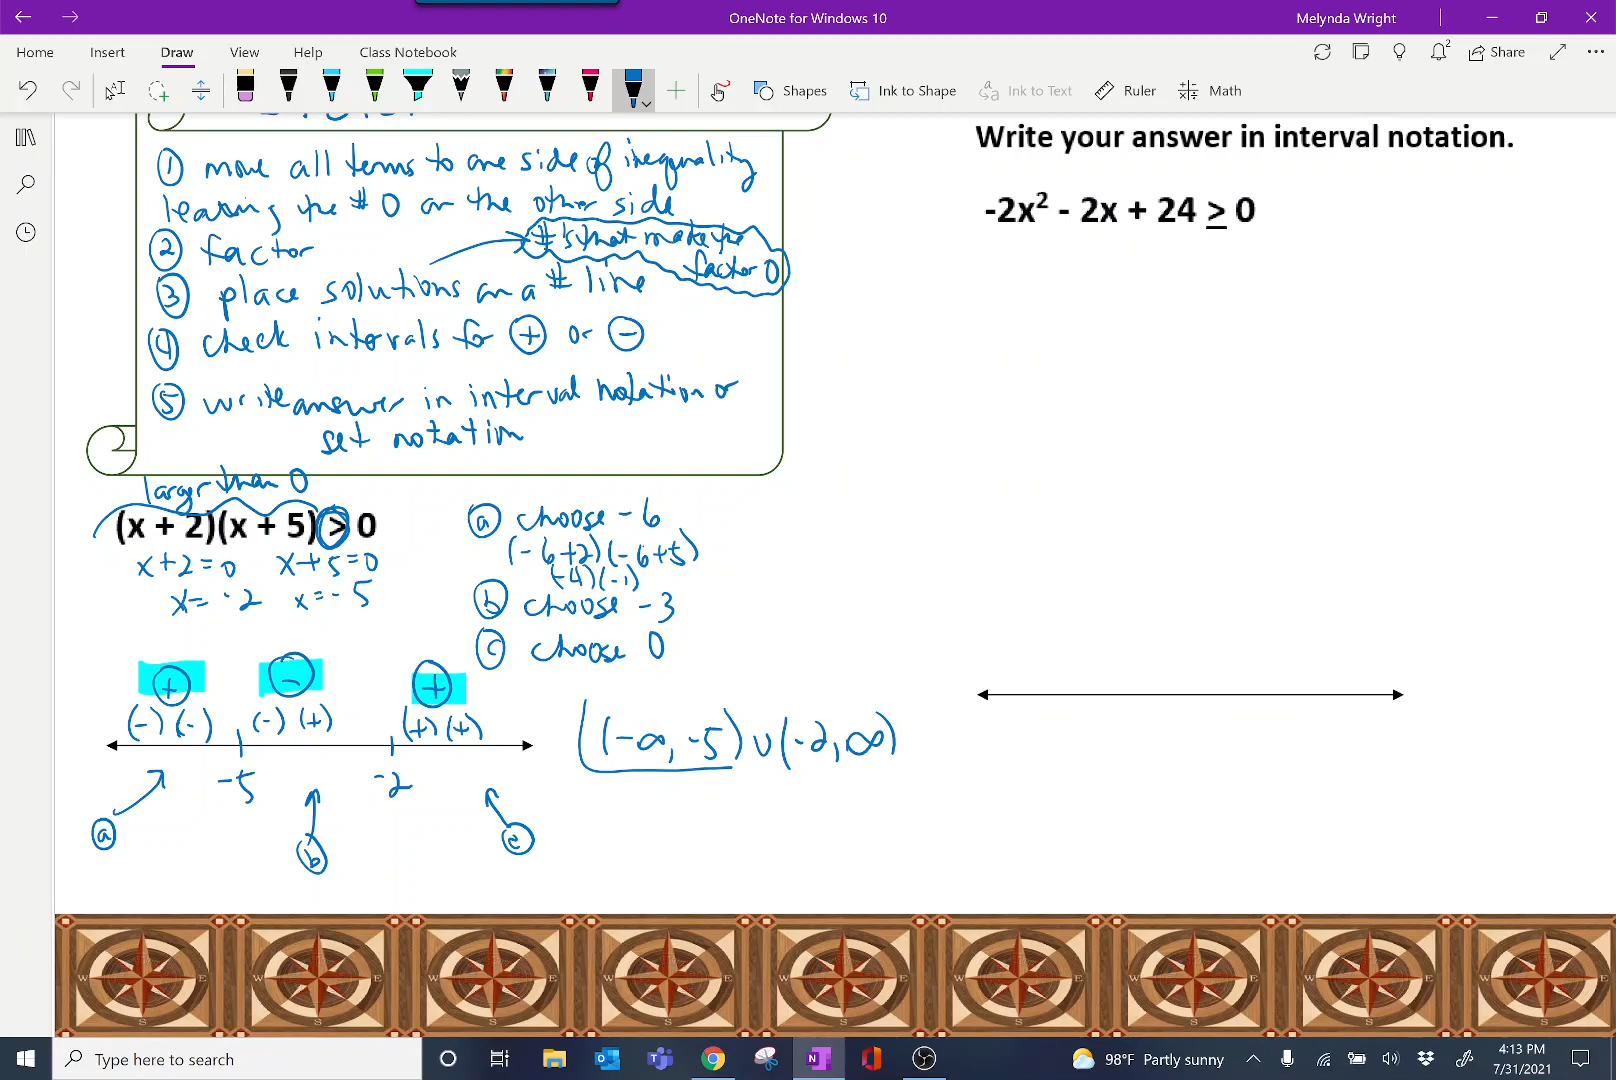 OneNote for Windows 10
Melynda Wright
Home Insert Draw View Help Class Notebook
Share
Shapes Ink to Shape Ink to Text Ruler Math
① move all terms to one side of inequality
leaving the # 0 on the other side
② factor
#'s that make the
factor 0
③ place solutions on a # line
④ check intervals for + or -
⑤ write answer in interval notation or
set notation
larger than 0
(x + 2)(x + 5) > 0
x+2=0 x+5=0
x=-2 x=-5
ⓐ choose -6
(-6+2)(-6+5)
(-4)(-1)
ⓑ choose -3
ⓒ choose 0
+ - +
(-)(-) (-)(+) (+)(+)
-5 -2
ⓐ ⓑ ⓒ
(-∞,-5)∪(-2,∞)
Write your answer in interval notation.
-2x² - 2x + 24 ≥ 0
Type here to search
98°F Partly sunny
4:13 PM
7/31/2021